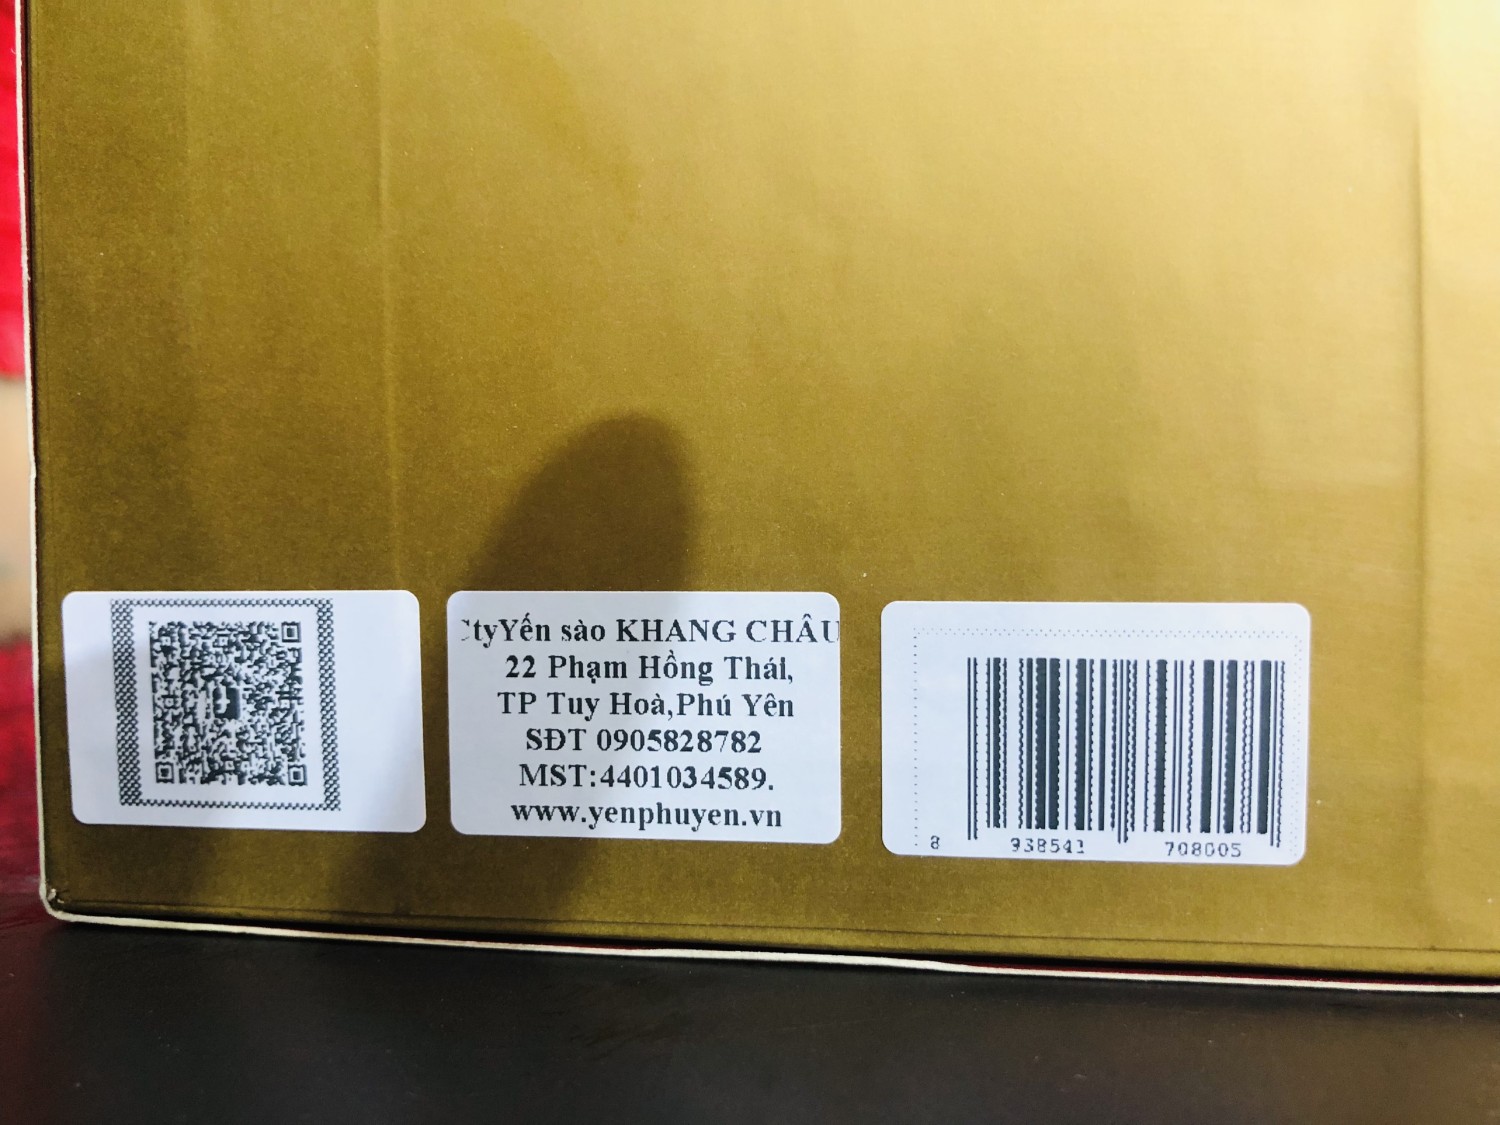 CtyYến sào KHANG CHÂU
22 Phạm Hồng Thái,
TP Tuy Hoà,Phú Yên
SĐT 0905828782
MST:4401034589.
www.yenphuyen.vn
8 938541 708005